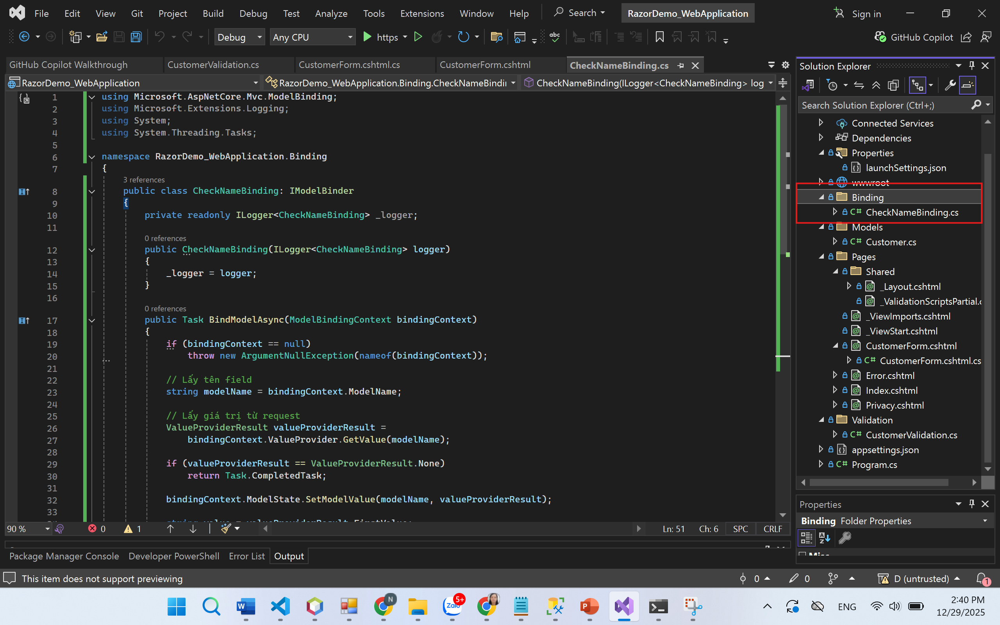 File Edit View Git Project Build Debug Test Analyze Tools Extensions Window Help Search RazorDemo_WebApplication Sign in
Debug Any CPU https abc GitHub Copilot
GitHub Copilot Walkthrough CustomerValidation.cs CustomerForm.cshtml.cs CustomerForm.cshtml CheckNameBinding.cs
RazorDemo_WebApplication RazorDemo_WebApplication.Binding.CheckNameBindir CheckNameBinding(ILogger<CheckNameBinding> log
1 using Microsoft.AspNetCore.Mvc.ModelBinding;
2 using Microsoft.Extensions.Logging;
3 using System;
4 using System.Threading.Tasks;
5
6 namespace RazorDemo_WebApplication.Binding
7 {
3 references
8 public class CheckNameBinding: IModelBinder
9 {
10 private readonly ILogger<CheckNameBinding> _logger;
11
0 references
12 public CheckNameBinding(ILogger<CheckNameBinding> logger)
13 {
14 _logger = logger;
15 }
16
0 references
17 public Task BindModelAsync(ModelBindingContext bindingContext)
18 {
19 if (bindingContext == null)
20 throw new ArgumentNullException(nameof(bindingContext));
21
22 // Lấy tên field
23 string modelName = bindingContext.ModelName;
24
25 // Lấy giá trị từ request
26 ValueProviderResult valueProviderResult =
27 bindingContext.ValueProvider.GetValue(modelName);
28
29 if (valueProviderResult == ValueProviderResult.None)
30 return Task.CompletedTask;
31
32 bindingContext.ModelState.SetModelValue(modelName, valueProviderResult);
33
90 % 0 1 Ln: 51 Ch: 6 SPC CRLF
Package Manager Console Developer PowerShell Error List Output
Solution Explorer
Search Solution Explorer (Ctrl+;)
Connected Services
Dependencies
Properties
launchSettings.json
wwwroot
Binding
C# CheckNameBinding.cs
Models
C# Customer.cs
Pages
Shared
_Layout.cshtml
_ValidationScriptsPartial.c
_ViewImports.cshtml
_ViewStart.cshtml
CustomerForm.cshtml
C# CustomerForm.cshtml.cs
Error.cshtml
Index.cshtml
Privacy.cshtml
Validation
C# CustomerValidation.cs
appsettings.json
C# Program.cs
Properties
Binding Folder Properties
Misc
This item does not support previewing 0 0 D (untrusted) 1
N 5+ Zalo ENG 2:40 PM
12/29/2025